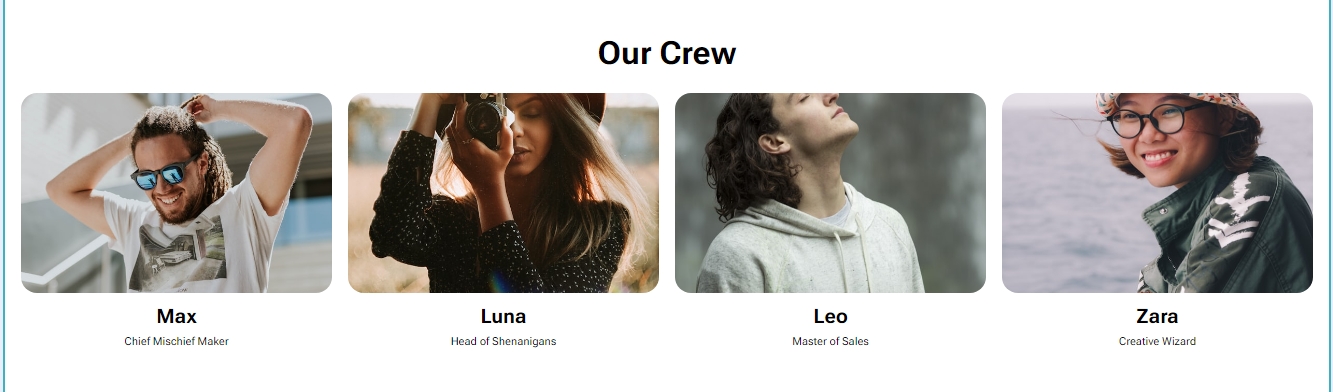 Our Crew
Max
Chief Mischief Maker
Luna
Head of Shenanigans
Leo
Master of Sales
Zara
Creative Wizard